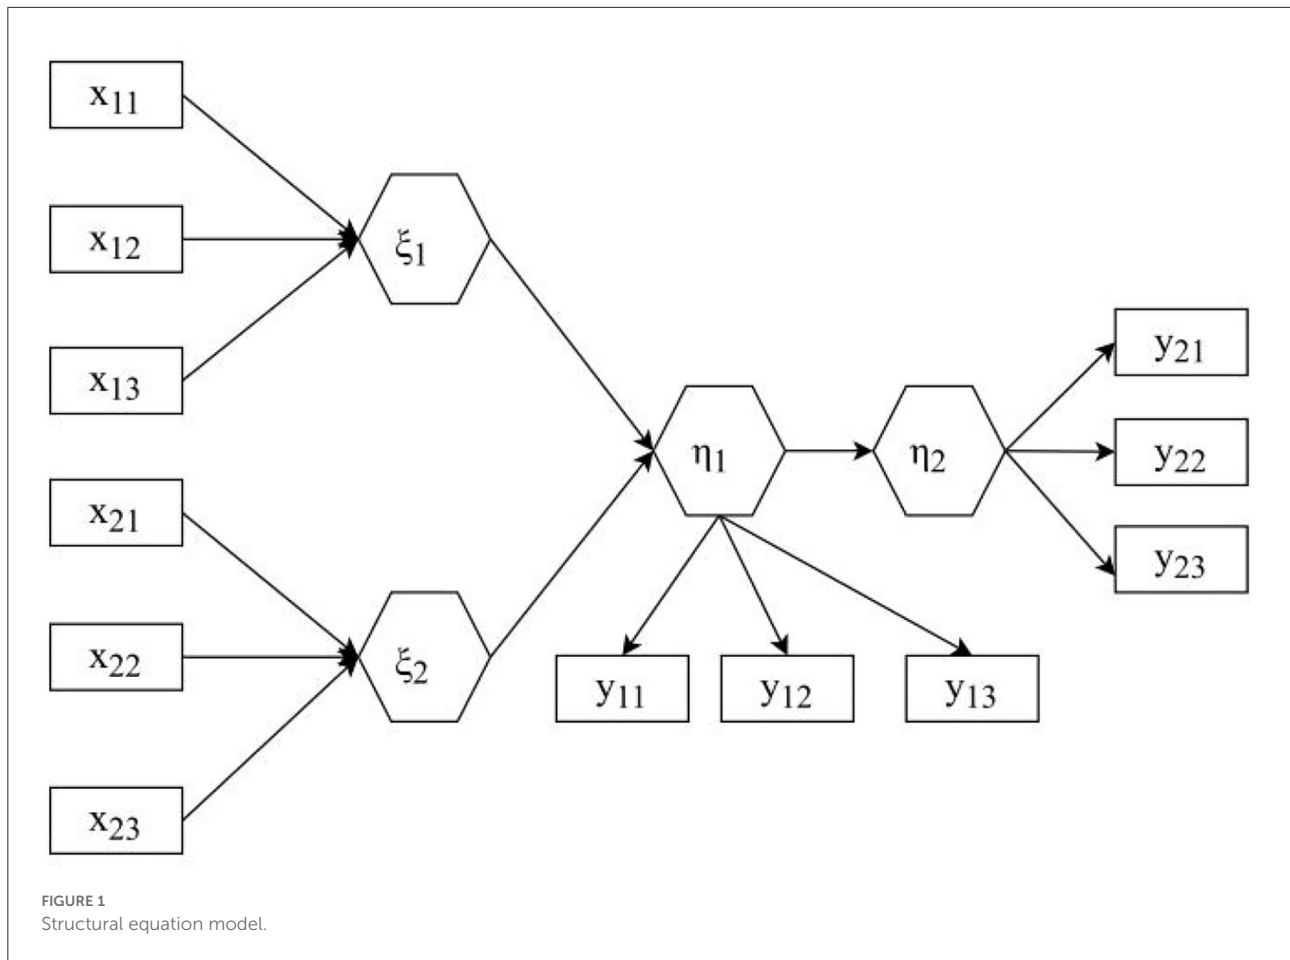 x11
x12
ξ1
x13
y21
η1
η2
y22
x21
y23
x22
ξ2
y11
y12
y13
x23
FIGURE 1
Structural equation model.